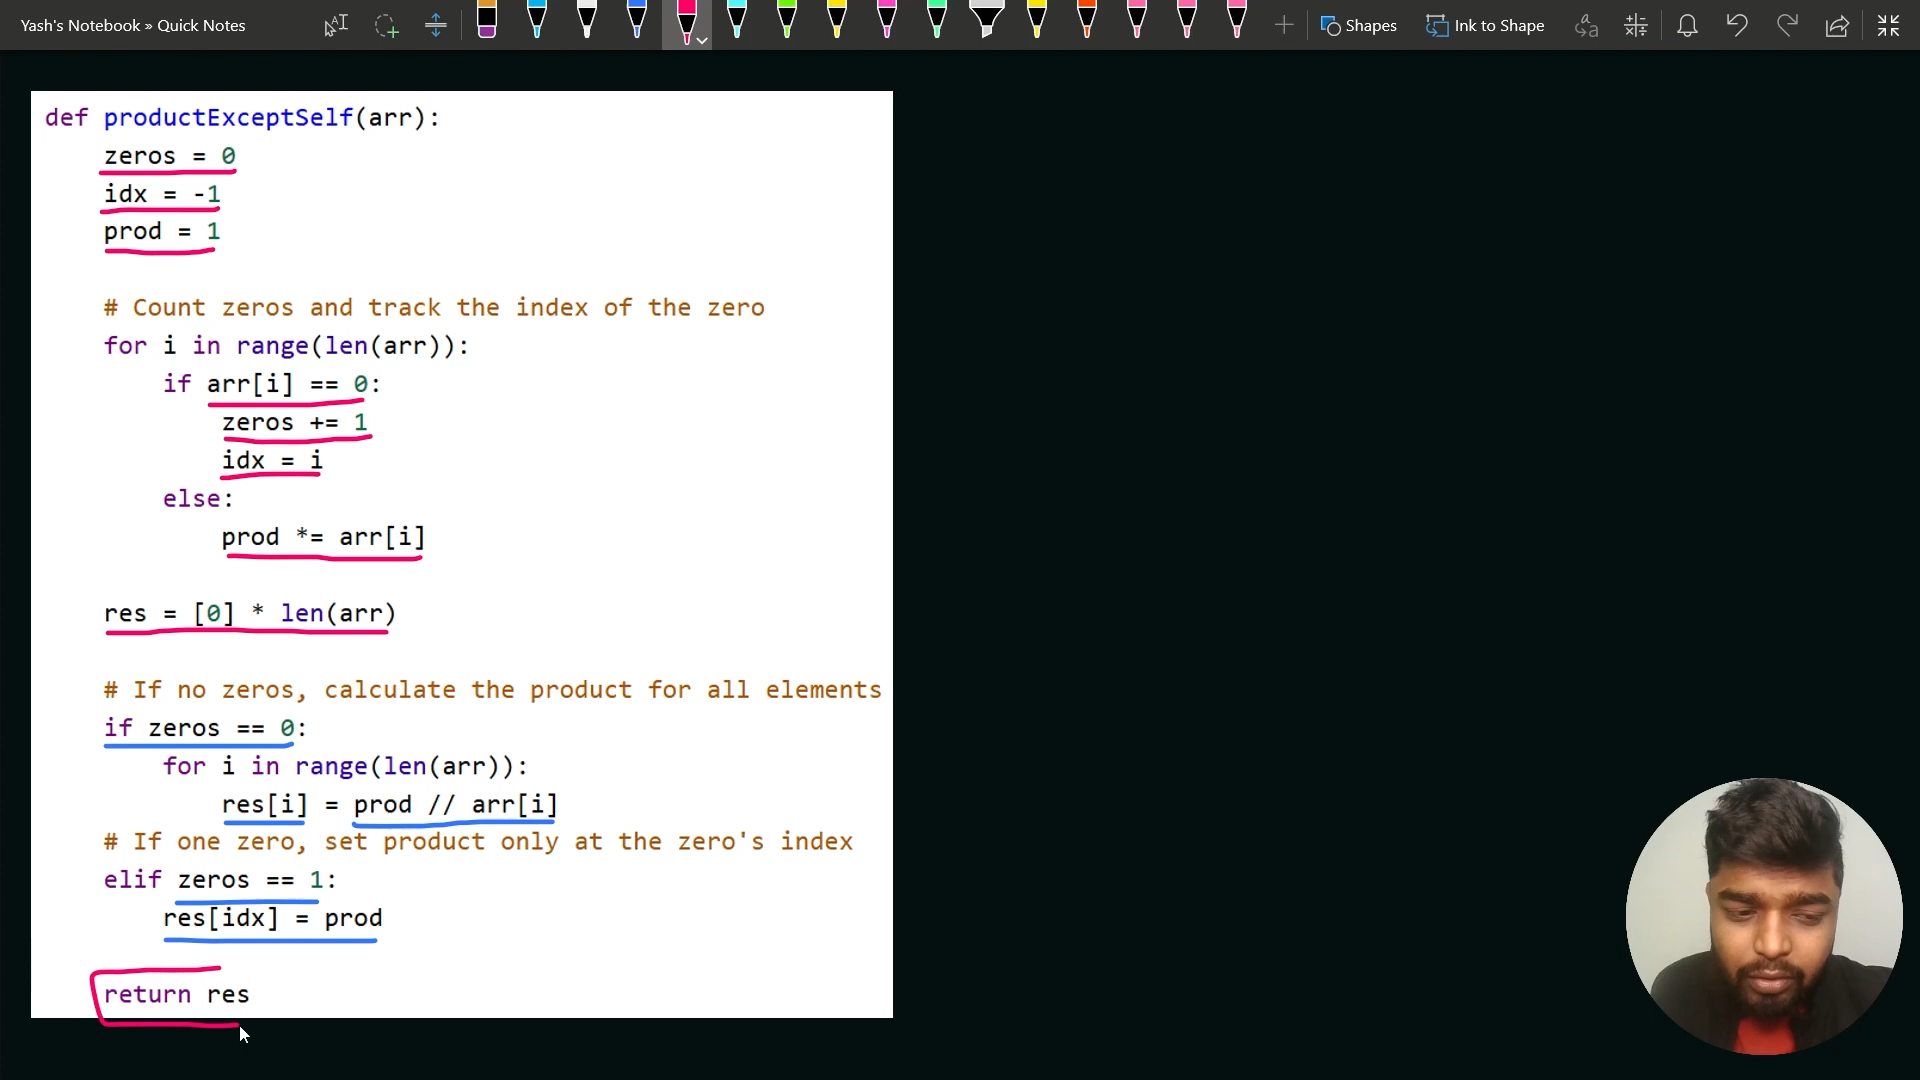 Yash's Notebook » Quick Notes
Shapes
Ink to Shape
def productExceptSelf(arr):
zeros = 0
idx = -1
prod = 1
# Count zeros and track the index of the zero
for i in range(len(arr)):
if arr[i] == 0:
zeros += 1
idx = i
else:
prod *= arr[i]
res = [0] * len(arr)
# If no zeros, calculate the product for all elements
if zeros == 0:
for i in range(len(arr)):
res[i] = prod // arr[i]
# If one zero, set product only at the zero's index
elif zeros == 1:
res[idx] = prod
return res